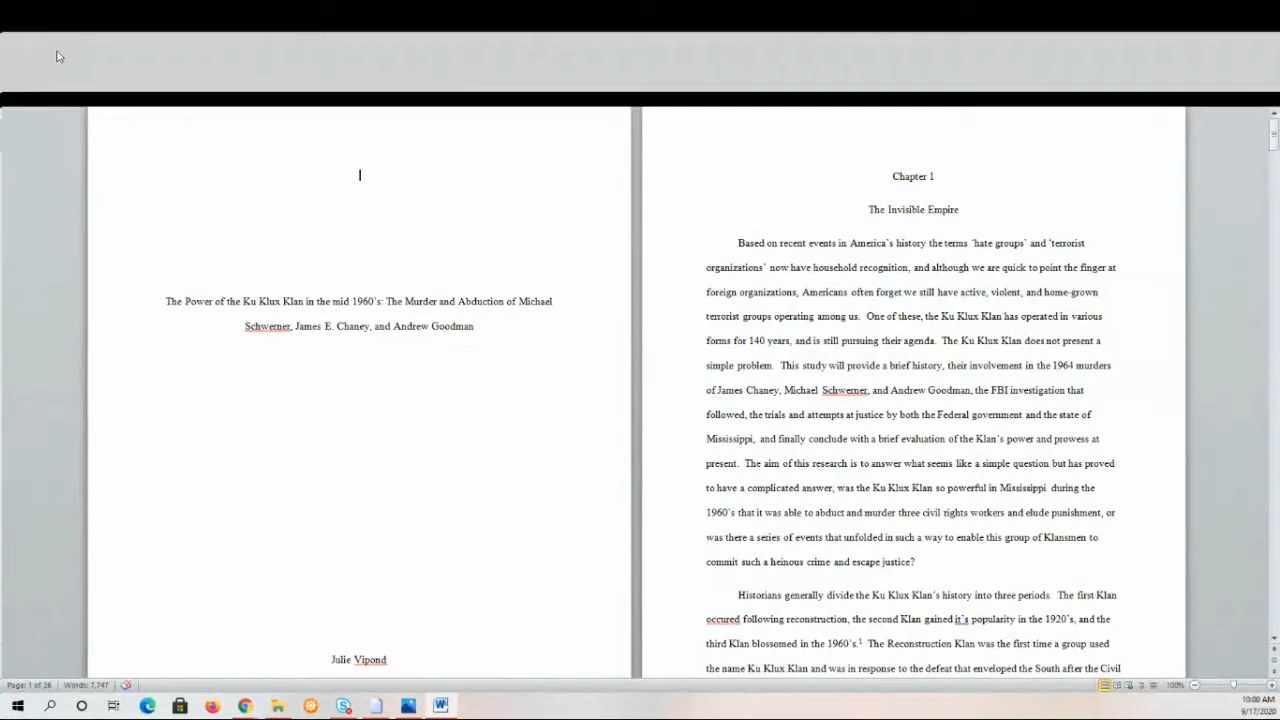 The Power of the Ku Klux Klan in the mid 1960's: The Murder and Abduction of Michael
Schwerner, James E. Chaney, and Andrew Goodman
Julie Vipond
Chapter 1
The Invisible Empire
Based on recent events in America's history the terms 'hate groups' and 'terrorist
organizations' now have household recognition, and although we are quick to point the finger at
foreign organizations, Americans often forget we still have active, violent, and home-grown
terrorist groups operating among us. One of these, the Ku Klux Klan has operated in various
forms for 140 years, and is still pursuing their agenda. The Ku Klux Klan does not present a
simple problem. This study will provide a brief history, their involvement in the 1964 murders
of James Chaney, Michael Schwerner, and Andrew Goodman, the FBI investigation that
followed, the trials and attempts at justice by both the Federal government and the state of
Mississippi, and finally conclude with a brief evaluation of the Klan's power and prowess at
present. The aim of this research is to answer what seems like a simple question but has proved
to have a complicated answer, was the Ku Klux Klan so powerful in Mississippi during the
1960's that it was able to abduct and murder three civil rights workers and elude punishment, or
was there a series of events that unfolded in such a way to enable this group of Klansmen to
commit such a heinous crime and escape justice?
Historians generally divide the Ku Klux Klan's history into three periods. The first Klan
occured following reconstruction, the second Klan gained it's popularity in the 1920's, and the
third Klan blossomed in the 1960's.1 The Reconstruction Klan was the first time a group used
the name Ku Klux Klan and was in response to the defeat that enveloped the South after the Civil
Page: 1 of 26 Words: 7,747 100%
10:00 AM
9/17/2020